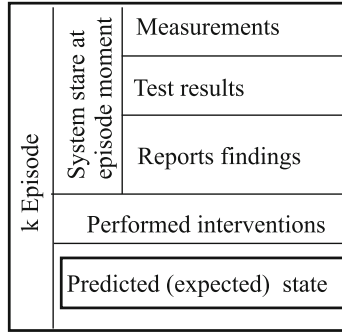 k Episode
System stare at
episode moment
Measurements
Test results
Reports findings
Performed interventions
Predicted (expected) state